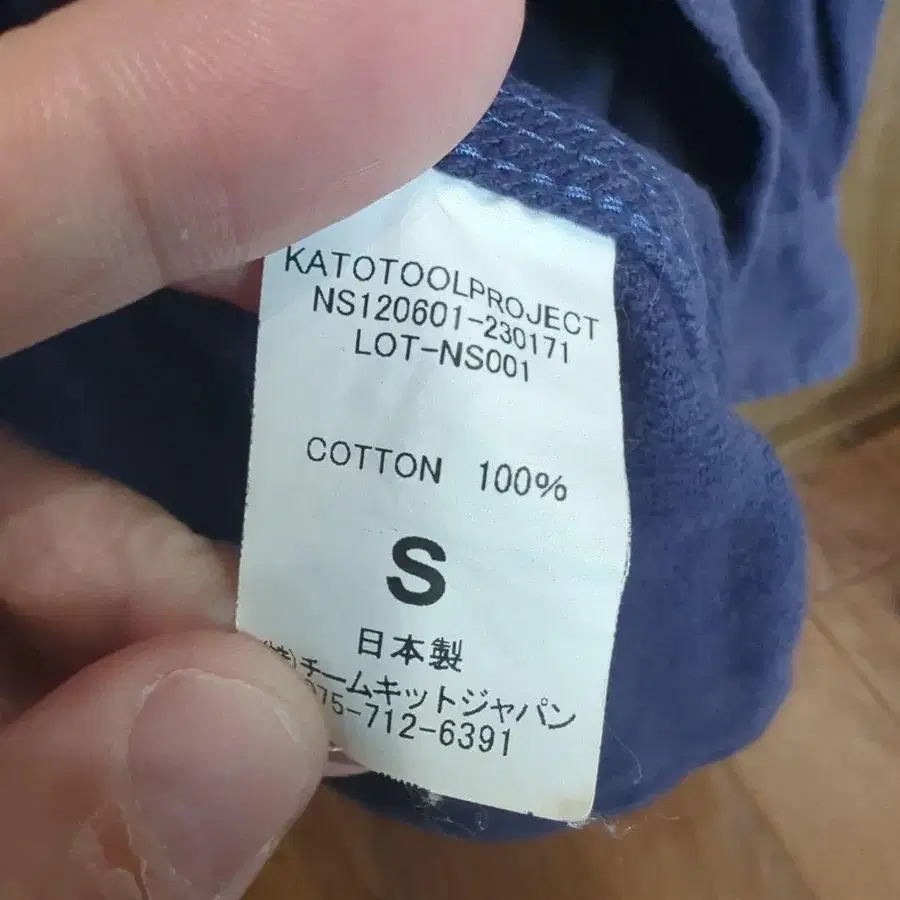 KATOTOOLPROJECT
NS120601-230171
LOT-NS001
COTTON 100%
S
日本製
(株)チームキットジャパン
075-712-6391